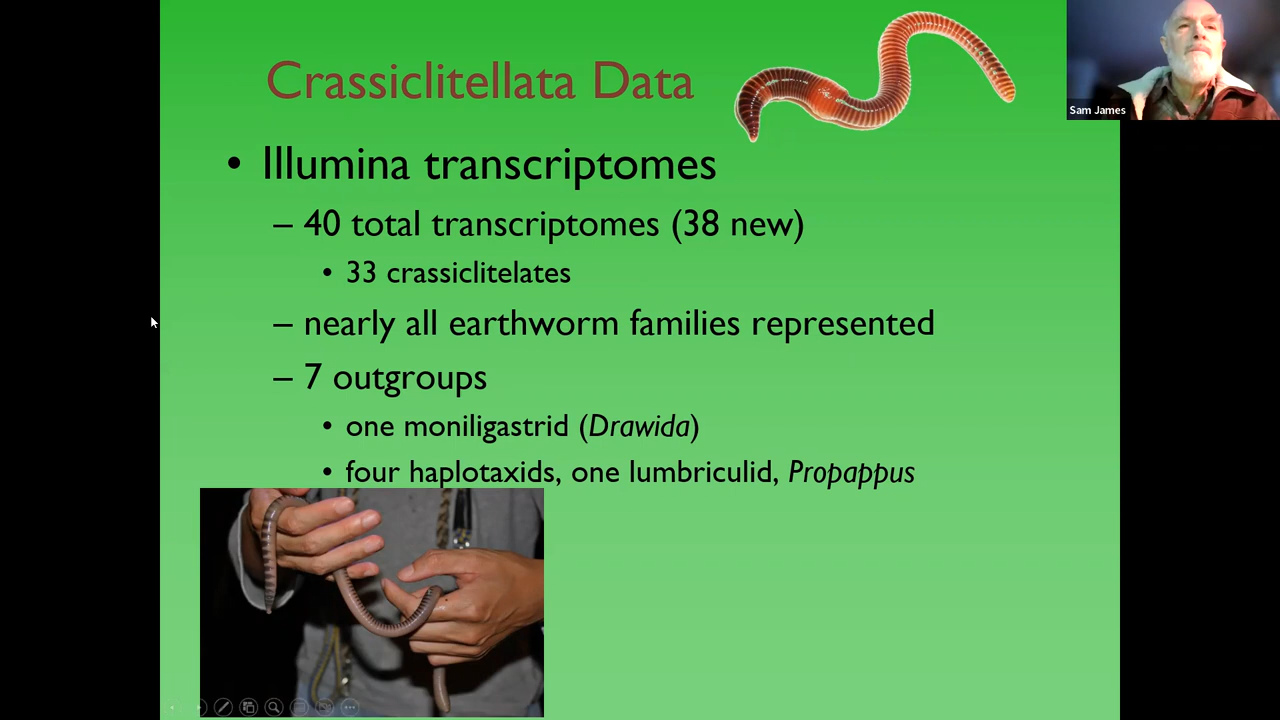 Crassiclitellata Data
Sam James
• Illumina transcriptomes
– 40 total transcriptomes (38 new)
• 33 crassiclitelates
– nearly all earthworm families represented
– 7 outgroups
• one moniligastrid (Drawida)
• four haplotaxids, one lumbriculid, Propappus